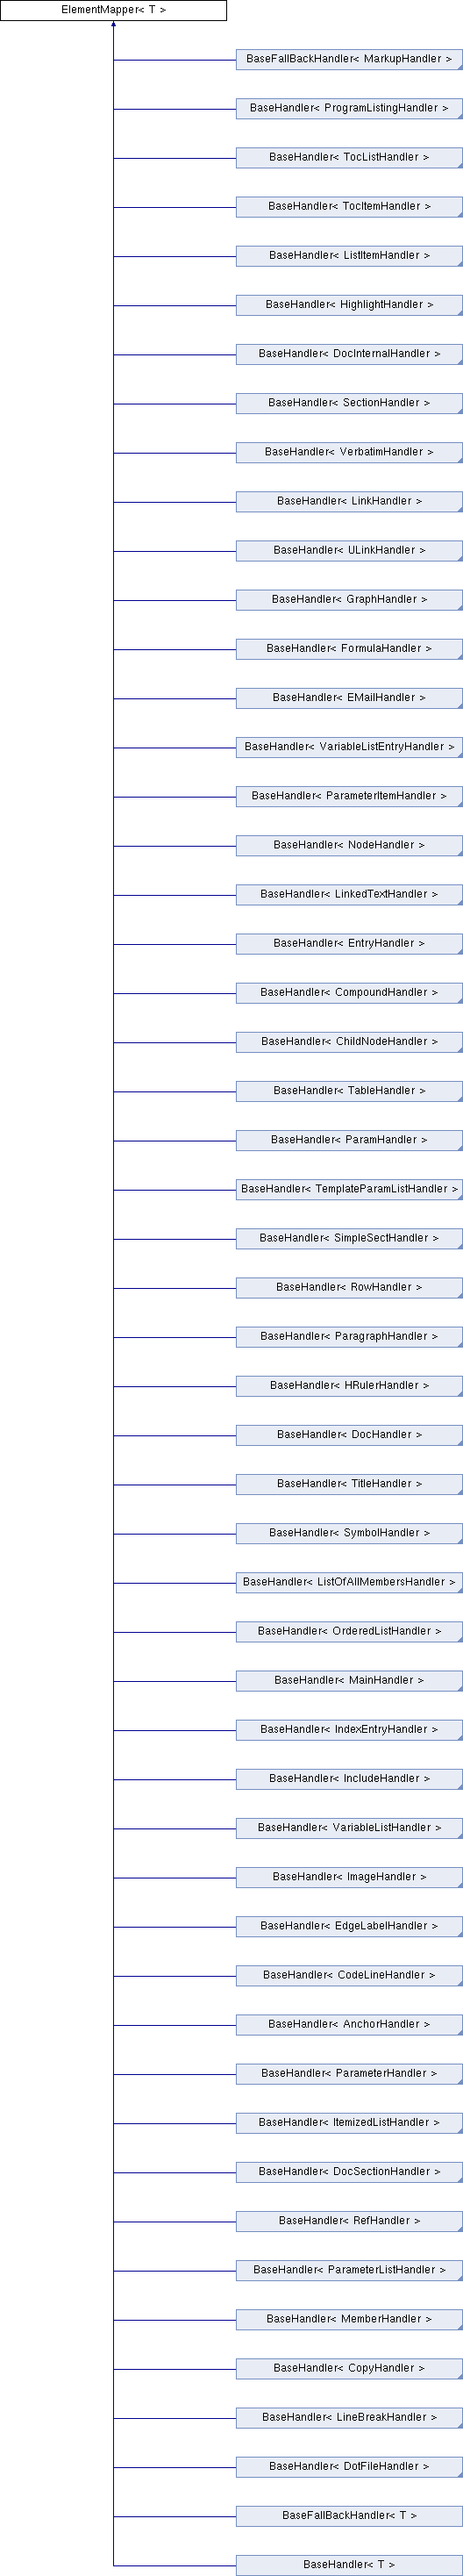 ElementMapper< T >
BaseFallBackHandler< MarkupHandler >
BaseHandler< ProgramListingHandler >
BaseHandler< TocListHandler >
BaseHandler< TocItemHandler >
BaseHandler< ListItemHandler >
BaseHandler< HighlightHandler >
BaseHandler< DocInternalHandler >
BaseHandler< SectionHandler >
BaseHandler< VerbatimHandler >
BaseHandler< LinkHandler >
BaseHandler< ULinkHandler >
BaseHandler< GraphHandler >
BaseHandler< FormulaHandler >
BaseHandler< EMailHandler >
BaseHandler< VariableListEntryHandler >
BaseHandler< ParameterItemHandler >
BaseHandler< NodeHandler >
BaseHandler< LinkedTextHandler >
BaseHandler< EntryHandler >
BaseHandler< CompoundHandler >
BaseHandler< ChildNodeHandler >
BaseHandler< TableHandler >
BaseHandler< ParamHandler >
BaseHandler< TemplateParamListHandler >
BaseHandler< SimpleSectHandler >
BaseHandler< RowHandler >
BaseHandler< ParagraphHandler >
BaseHandler< HRulerHandler >
BaseHandler< DocHandler >
BaseHandler< TitleHandler >
BaseHandler< SymbolHandler >
BaseHandler< ListOfAllMembersHandler >
BaseHandler< OrderedListHandler >
BaseHandler< MainHandler >
BaseHandler< IndexEntryHandler >
BaseHandler< IncludeHandler >
BaseHandler< VariableListHandler >
BaseHandler< ImageHandler >
BaseHandler< EdgeLabelHandler >
BaseHandler< CodeLineHandler >
BaseHandler< AnchorHandler >
BaseHandler< ParameterHandler >
BaseHandler< ItemizedListHandler >
BaseHandler< DocSectionHandler >
BaseHandler< RefHandler >
BaseHandler< ParameterListHandler >
BaseHandler< MemberHandler >
BaseHandler< CopyHandler >
BaseHandler< LineBreakHandler >
BaseHandler< DotFileHandler >
BaseFallBackHandler< T >
BaseHandler< T >